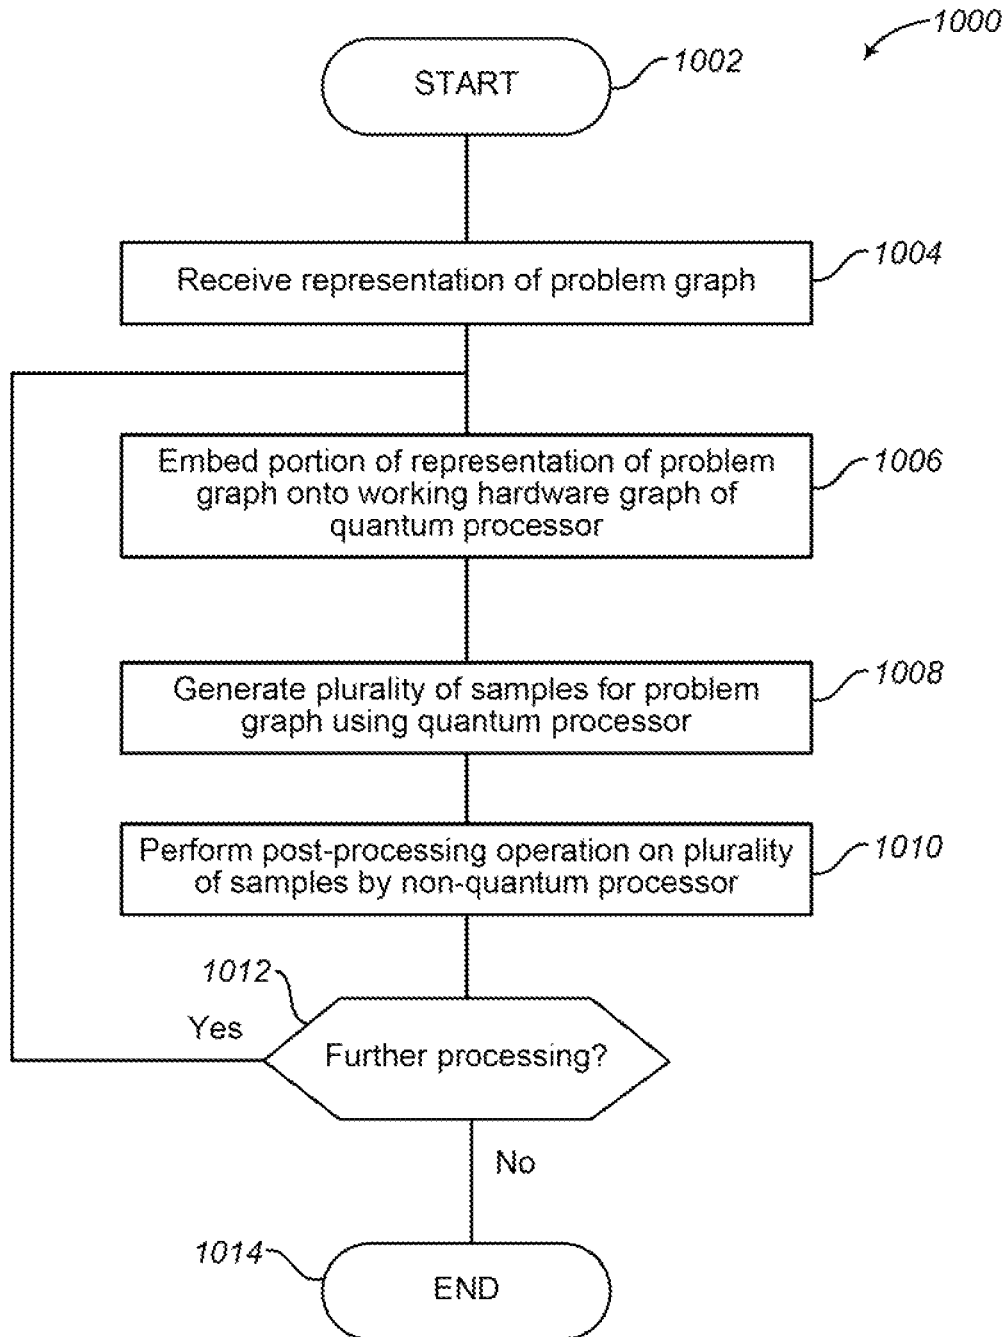 1000
START
1002
Receive representation of problem graph
1004
Embed portion of representation of problem
graph onto working hardware graph of
quantum processor
1006
Generate plurality of samples for problem
graph using quantum processor
1008
Perform post-processing operation on plurality
of samples by non-quantum processor
1010
1012
Yes
Further processing?
No
1014
END